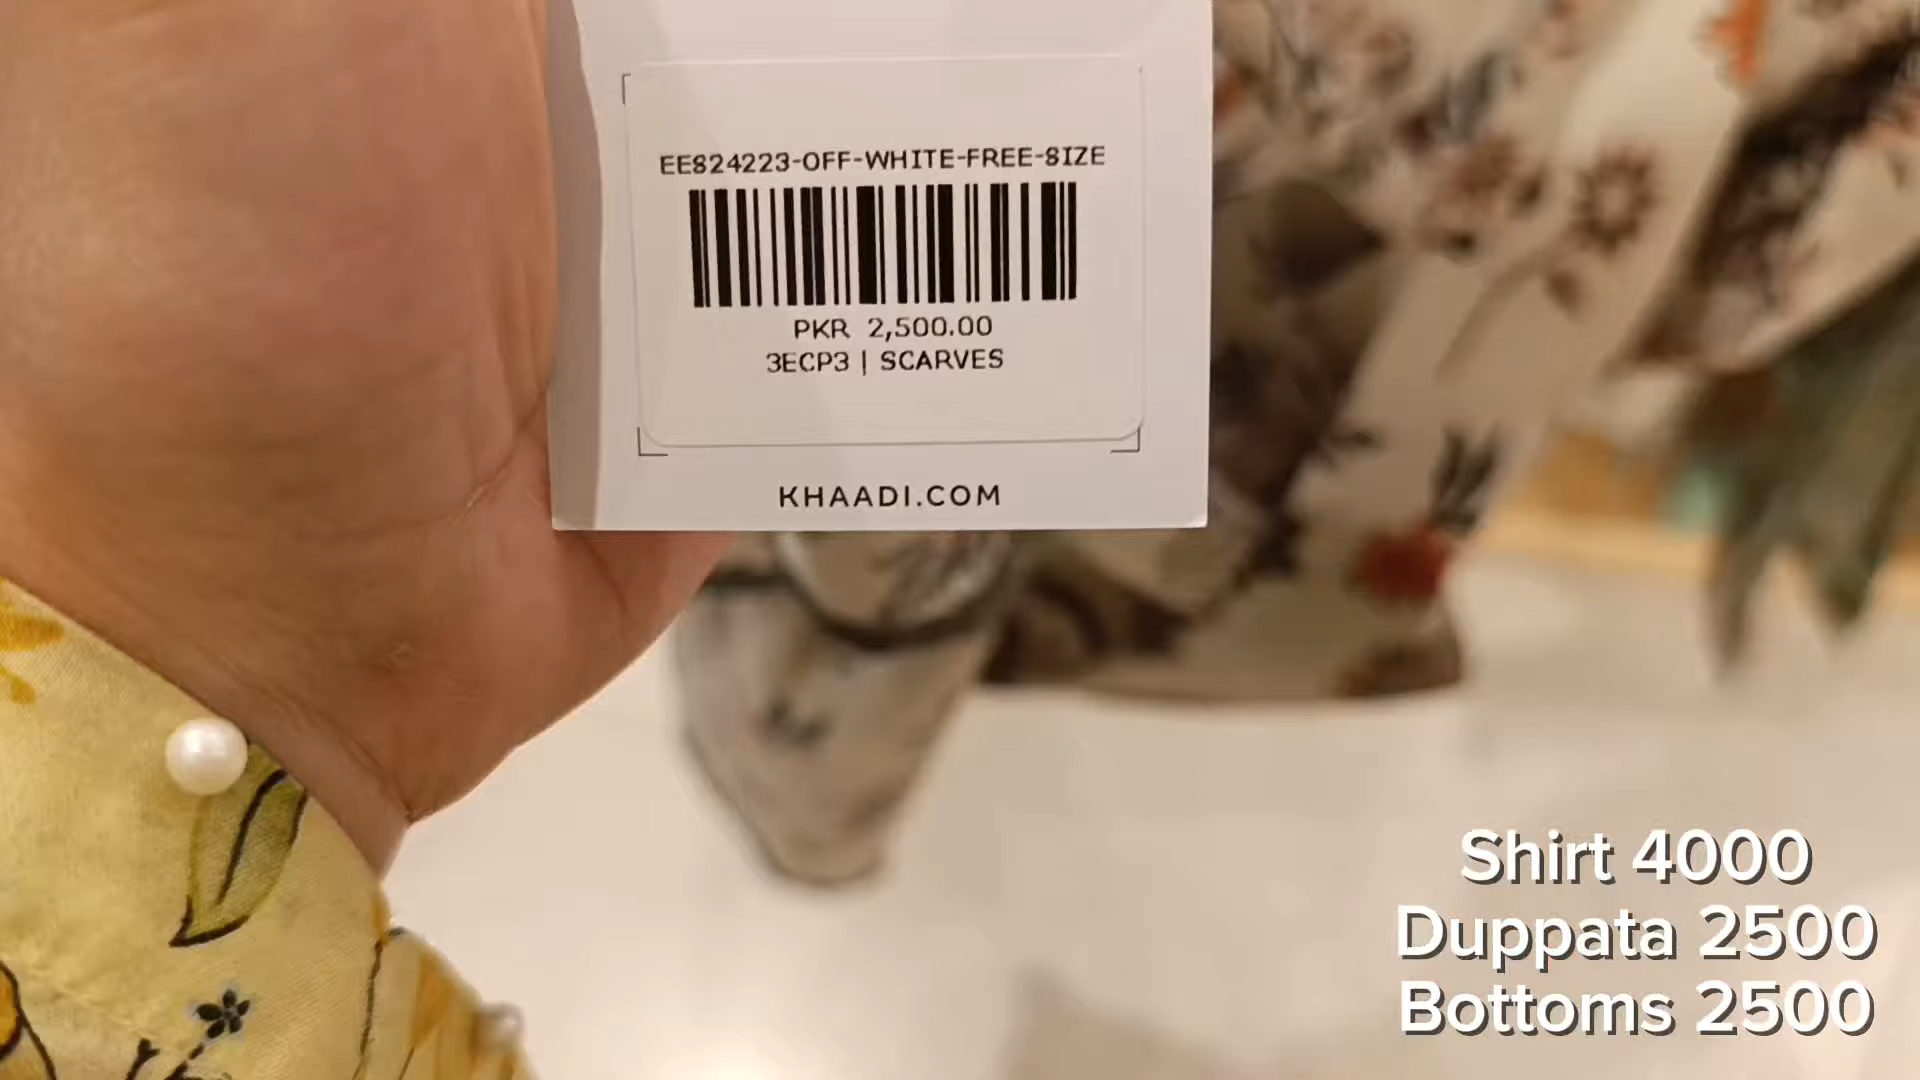 EE824223-OFF-WHITE-FREE-SIZE
PKR 2,500.00
3ECP3 | SCARVES
KHAADI.COM
Shirt 4000
Duppata 2500
Bottoms 2500